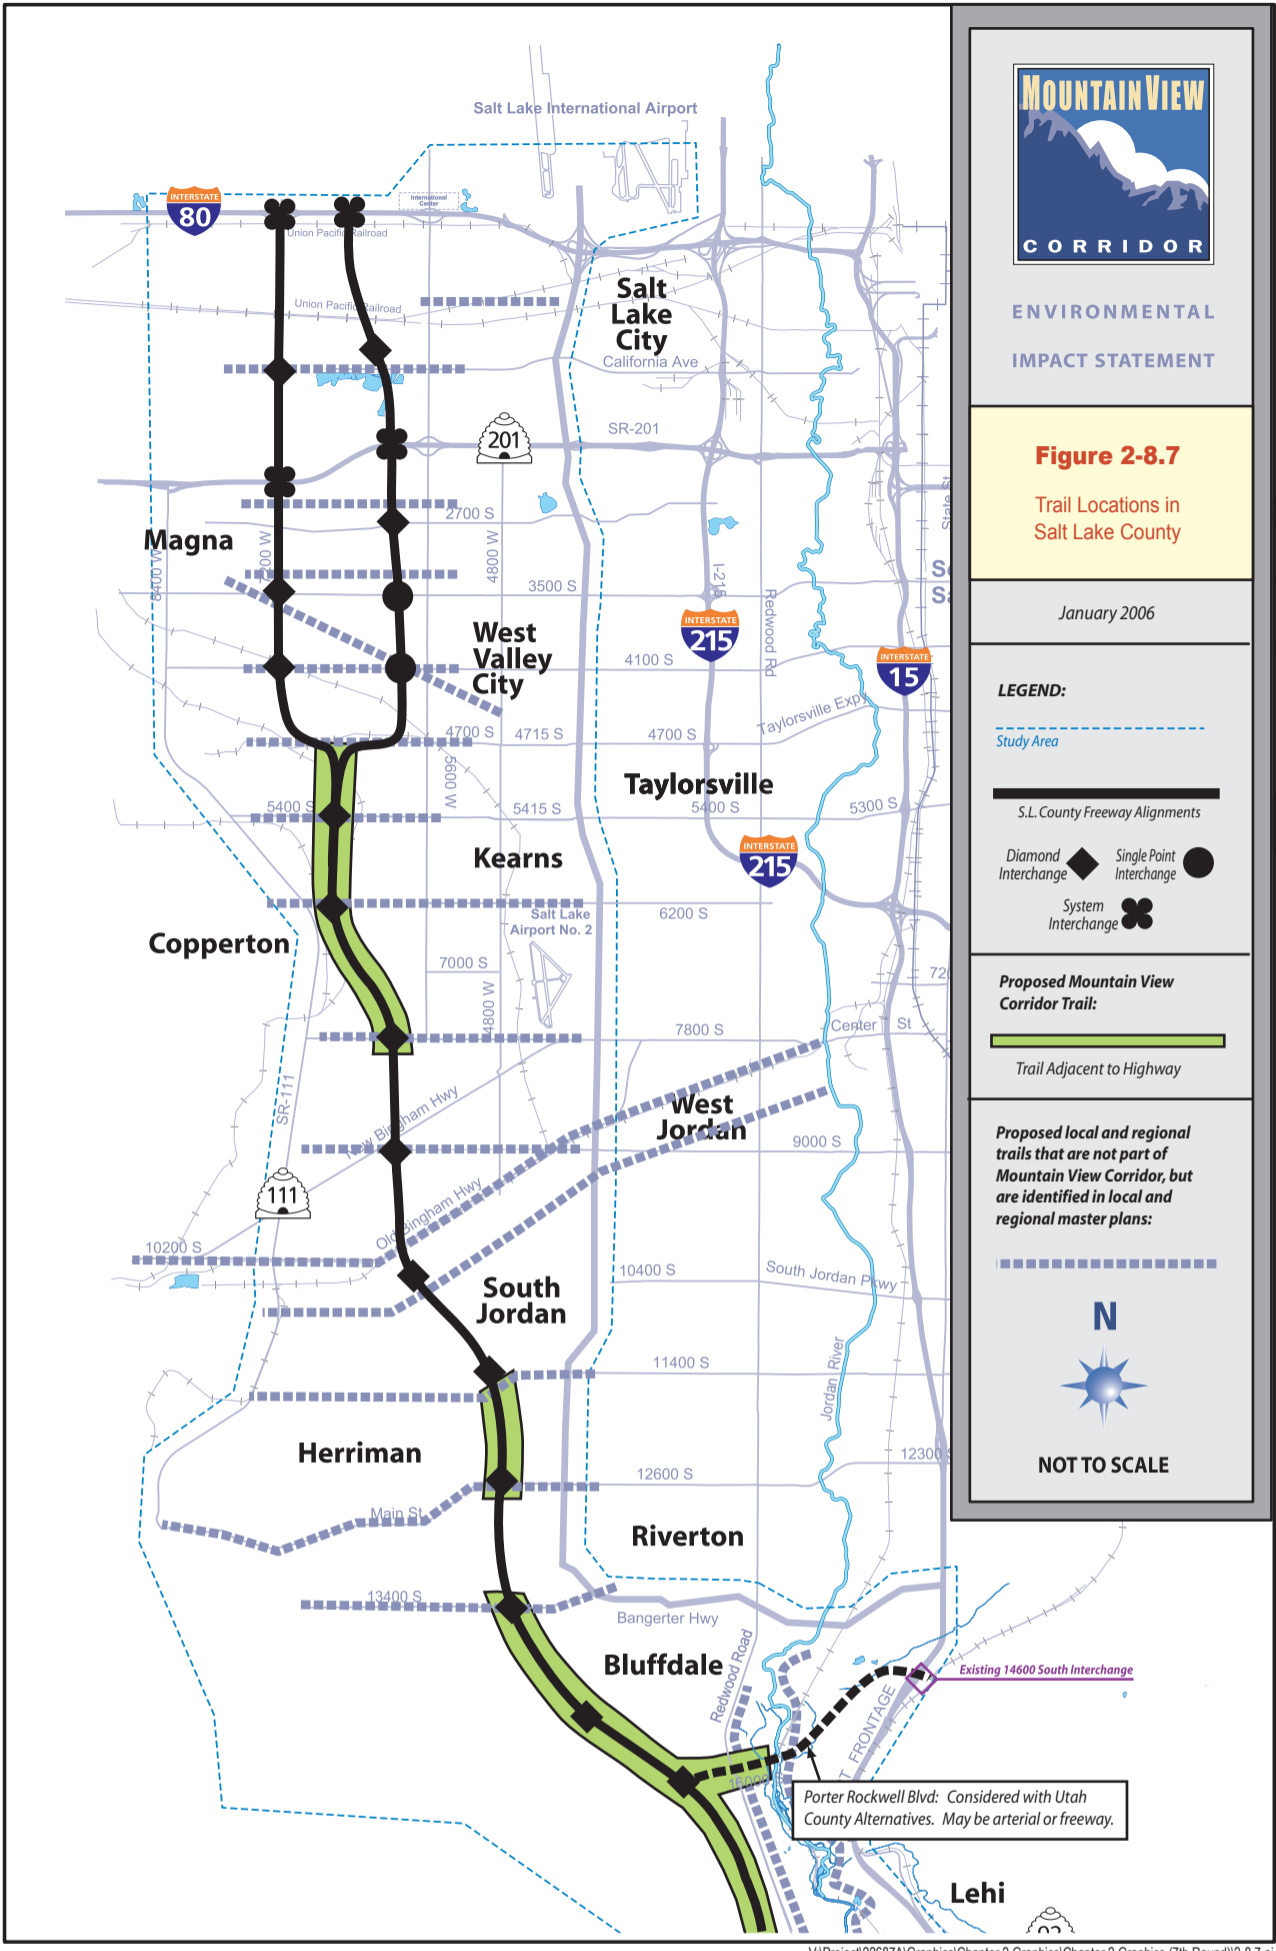 Salt Lake International Airport
INTERSTATE
80
International
Center
Union Pacific Railroad
Union Pacific Railroad
Salt
Lake
City
California Ave
SR-201
201
2700 S
Magna
8400 W
7200 W
4800 W
3500 S
I-215
Redwood Rd
State St
INTERSTATE
215
West
Valley
City
4100 S
INTERSTATE
15
Taylorsville Expy
4700 S
4715 S
4700 S
5600 W
Taylorsville
5400 S
5415 S
5400 S
5300 S
Kearns
INTERSTATE
215
6200 S
Salt Lake
Airport No. 2
Copperton
7000 S
4800 W
7800 S
Center St
SR-111
New Bingham Hwy
West
Jordan
9000 S
111
Old Bingham Hwy
10200 S
10400 S
South Jordan Pkwy
South
Jordan
11400 S
Jordan River
Herriman
12300
12600 S
Main St
Riverton
13400 S
Bangerter Hwy
Bluffdale
Redwood Road
Existing 14600 South Interchange
FRONTAGE
16000
Porter Rockwell Blvd: Considered with Utah
County Alternatives. May be arterial or freeway.
Lehi
MOUNTAIN VIEW
CORRIDOR
ENVIRONMENTAL
IMPACT STATEMENT
Figure 2-8.7
Trail Locations in
Salt Lake County
January 2006
LEGEND:
Study Area
S.L. County Freeway Alignments
Diamond
Interchange
Single Point
Interchange
System
Interchange
Proposed Mountain View
Corridor Trail:
Trail Adjacent to Highway
Proposed local and regional
trails that are not part of
Mountain View Corridor, but
are identified in local and
regional master plans:
N
NOT TO SCALE